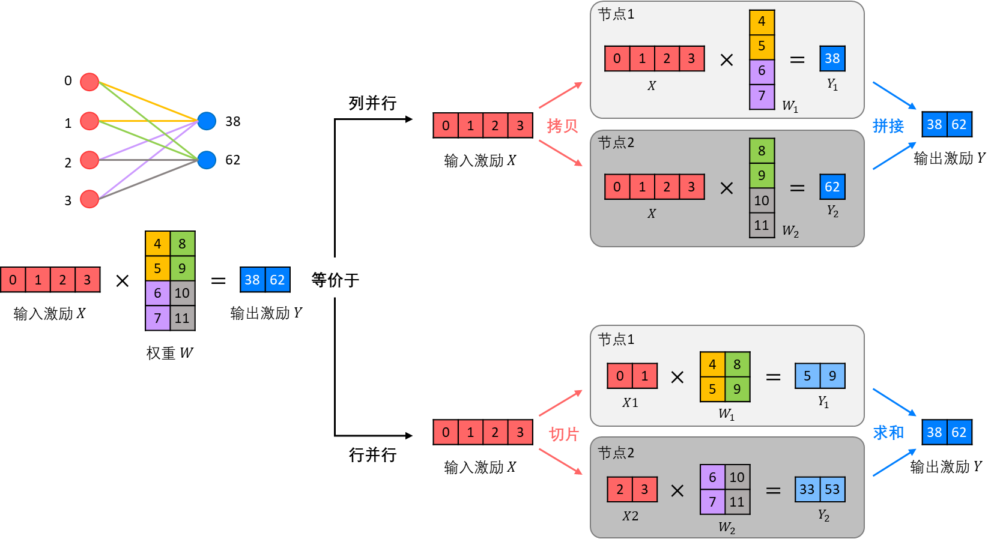 0
1
2
3
38
62
0 1 2 3
×
4 8
5 9
6 10
7 11
=
38 62
输入激励 X
权重 W
输出激励 Y
等价于
列并行
0 1 2 3
输入激励 X
拷贝
节点1
0 1 2 3
X
×
4
5
6
7
W1
=
38
Y1
节点2
0 1 2 3
X
×
8
9
10
11
W2
=
62
Y2
拼接
38 62
输出激励 Y
行并行
0 1 2 3
输入激励 X
切片
节点1
0 1
X1
×
4 8
5 9
W1
=
5 9
Y1
节点2
2 3
X2
×
6 10
7 11
W2
=
33 53
Y2
求和
38 62
输出激励 Y